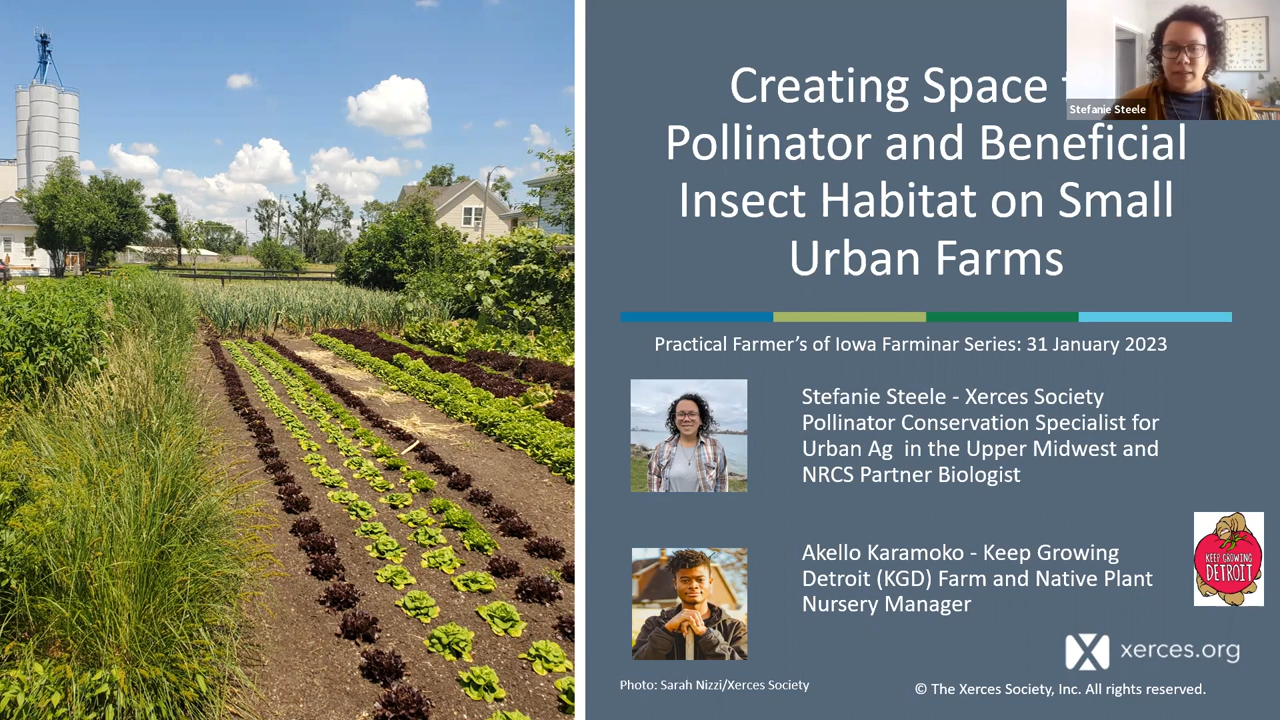 Creating Space
Pollinator and Beneficial
Insect Habitat on Small
Urban Farms
Stefanie Steele
Practical Farmer's of Iowa Farminar Series: 31 January 2023
Stefanie Steele - Xerces Society
Pollinator Conservation Specialist for
Urban Ag in the Upper Midwest and
NRCS Partner Biologist
Akello Karamoko - Keep Growing
Detroit (KGD) Farm and Native Plant
Nursery Manager
KEEP GROWING
DETROIT
xerces.org
Photo: Sarah Nizzi/Xerces Society
© The Xerces Society, Inc. All rights reserved.